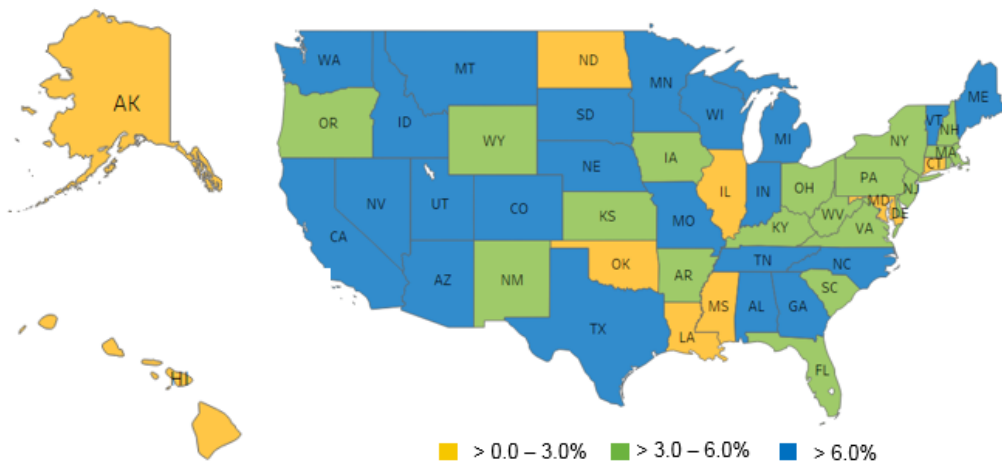 AK
WA
MT
ND
MN
ME
OR
ID
SD
WI
MI
VT
NH
NY
MA
CT
WY
IA
PA
NJ
NE
IL
IN
OH
MD
DE
NV
UT
CO
KS
MO
WV
VA
KY
CA
AZ
NM
OK
AR
TN
NC
SC
TX
LA
MS
AL
GA
FL
HI
> 0.0 – 3.0% > 3.0 – 6.0% > 6.0%